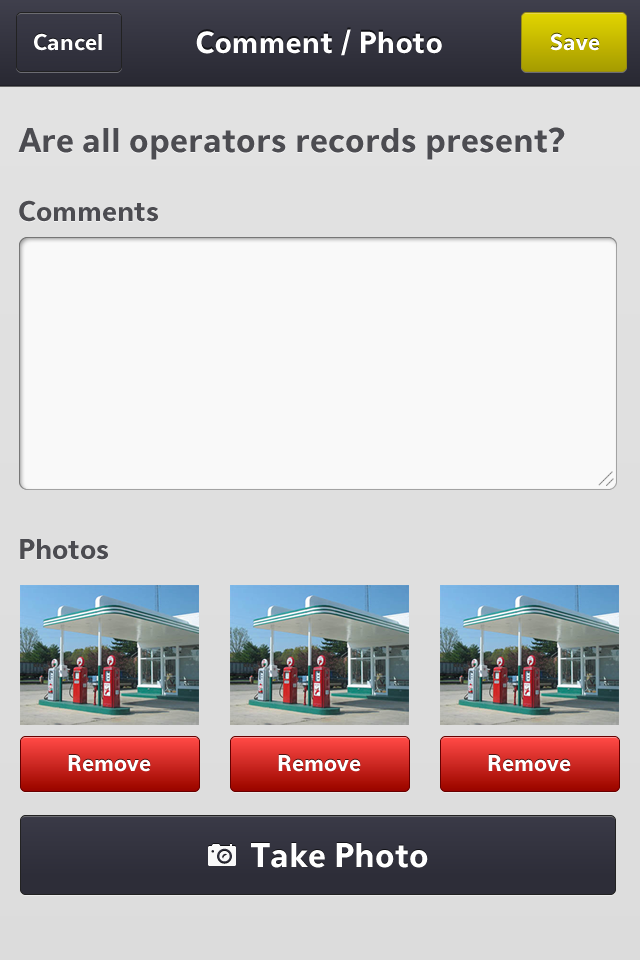 Cancel
Comment / Photo
Save
Are all operators records present?
Comments
Photos
Remove
Remove
Remove
Take Photo